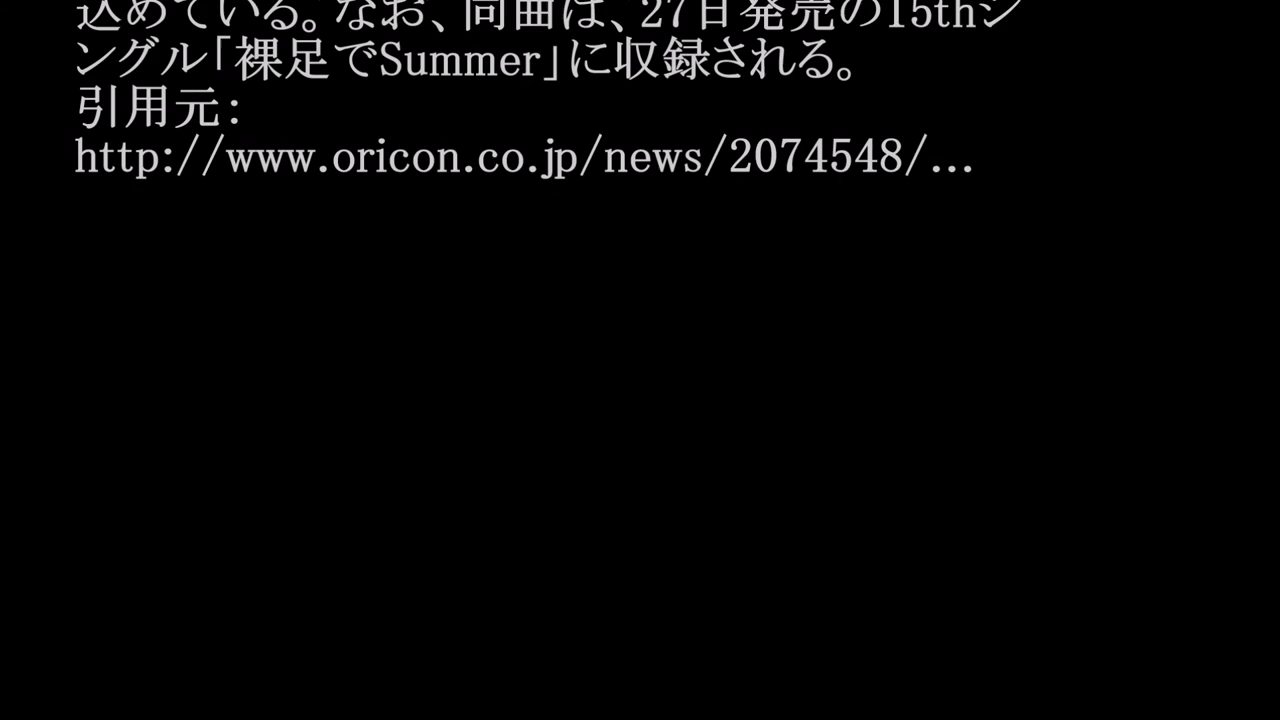 込めている。なお、同曲は、27日発売の15thシ
ングル「裸足でSummer」に収録される。
引用元：
http://www.oricon.co.jp/news/2074548/...